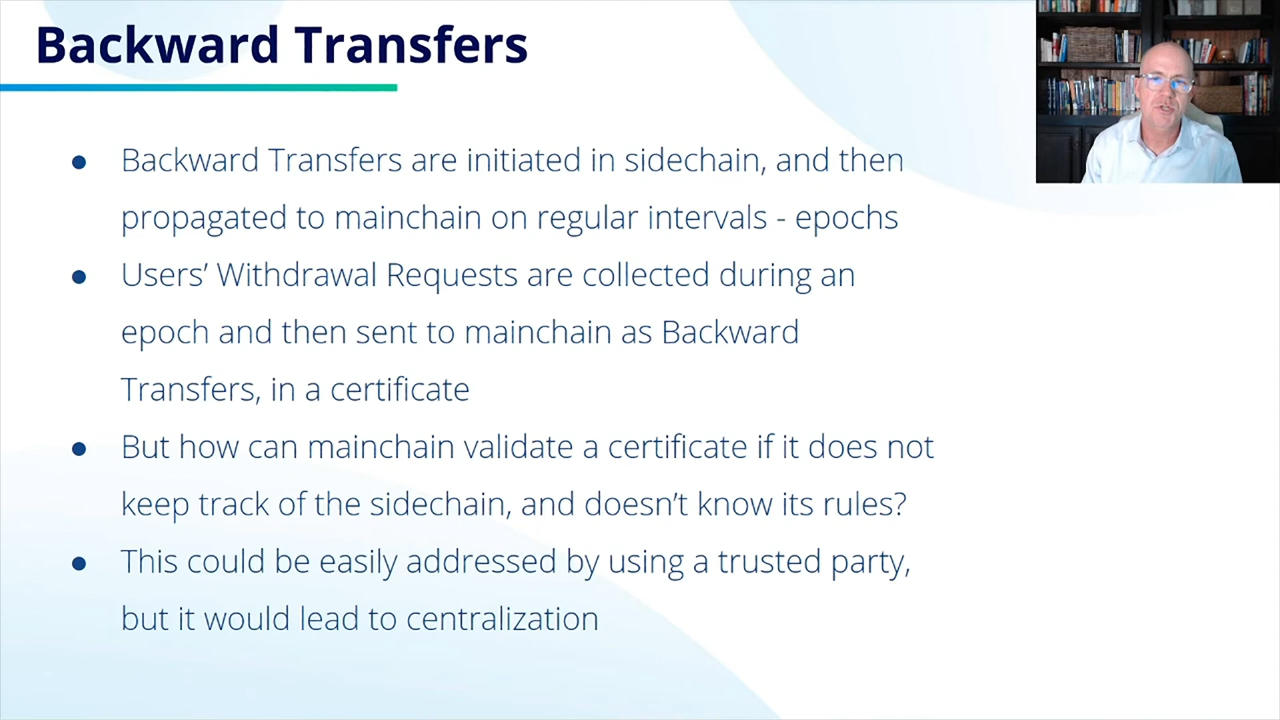 Backward Transfers
● Backward Transfers are initiated in sidechain, and then
propagated to mainchain on regular intervals - epochs
● Users’ Withdrawal Requests are collected during an
epoch and then sent to mainchain as Backward
Transfers, in a certificate
● But how can mainchain validate a certificate if it does not
keep track of the sidechain, and doesn’t know its rules?
● This could be easily addressed by using a trusted party,
but it would lead to centralization